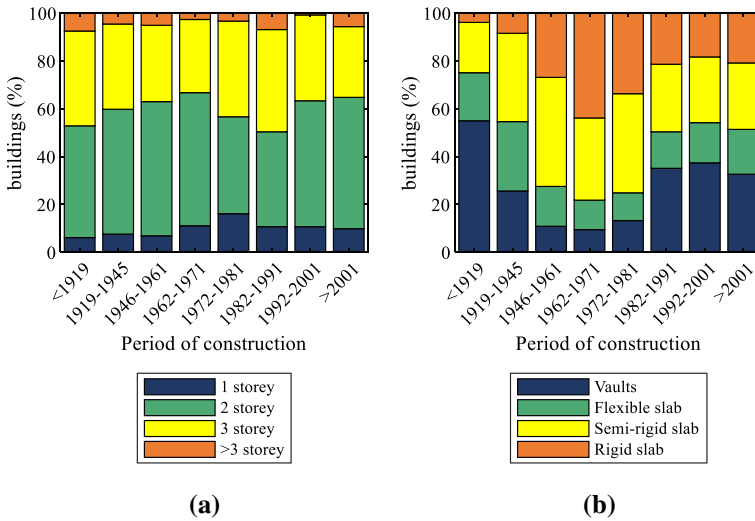 100
80
60
40
20
0
buildings (%)
<1919
1919-1945
1946-1961
1962-1971
1972-1981
1982-1991
1992-2001
>2001
Period of construction
1 storey
2 storey
3 storey
>3 storey
(a)
100
80
60
40
20
0
buildings (%)
<1919
1919-1945
1946-1961
1962-1971
1972-1981
1982-1991
1992-2001
>2001
Period of construction
Vaults
Flexible slab
Semi-rigid slab
Rigid slab
(b)